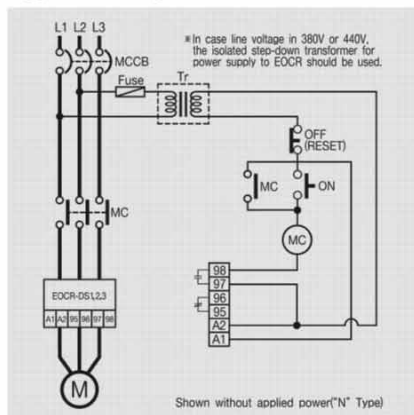 L1 L2 L3
※In case line voltage in 380V or 440V,
the isolated step-down transformer for
power supply to EOCR should be used.
MCCB
Fuse
Tr
OFF
(RESET)
MC
ON
MC
MC
98
97
96
95
A2
A1
EOCR-DS1,2,3
A1 A2 95 96 97 98
M
Shown without applied power("N" Type)